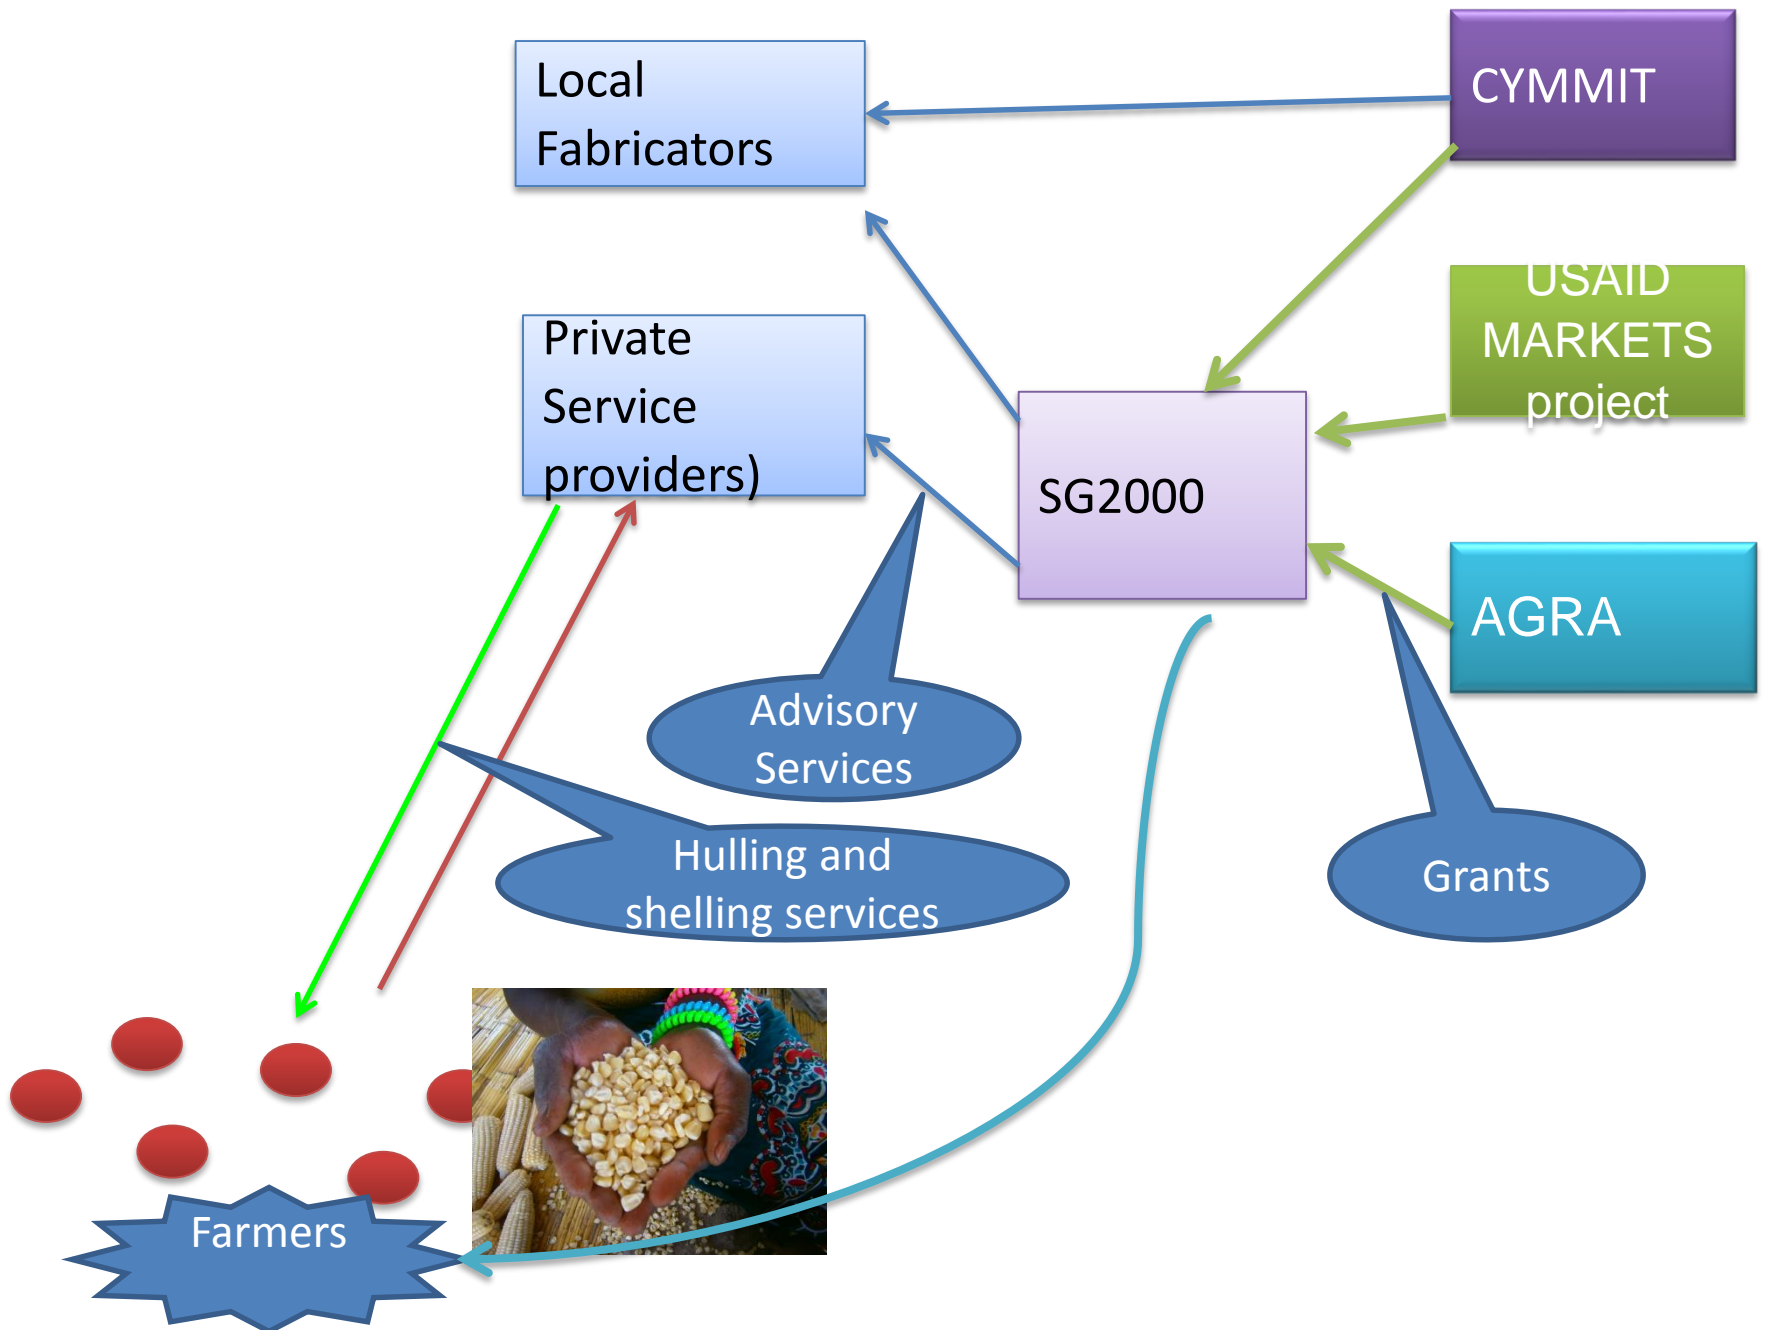 Local
Fabricators
CYMMIT
USAID
MARKETS
project
Private
Service
providers)
SG2000
AGRA
Advisory
Services
Hulling and
shelling services
Grants
Farmers